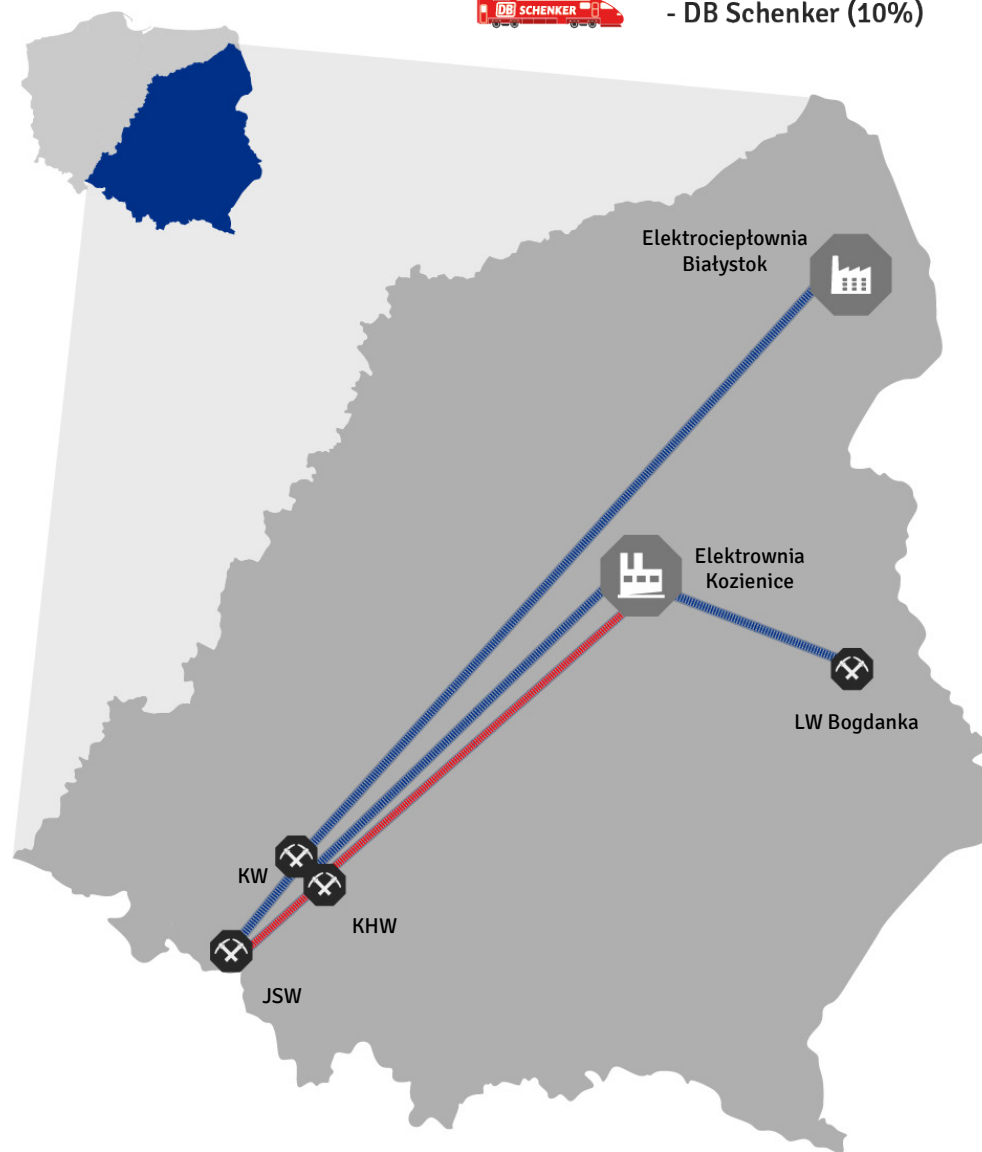 DB SCHENKER
- DB Schenker (10%)
Elektrociepłownia
Białystok
Elektrownia
Kozienice
LW Bogdanka
KW
KHW
JSW